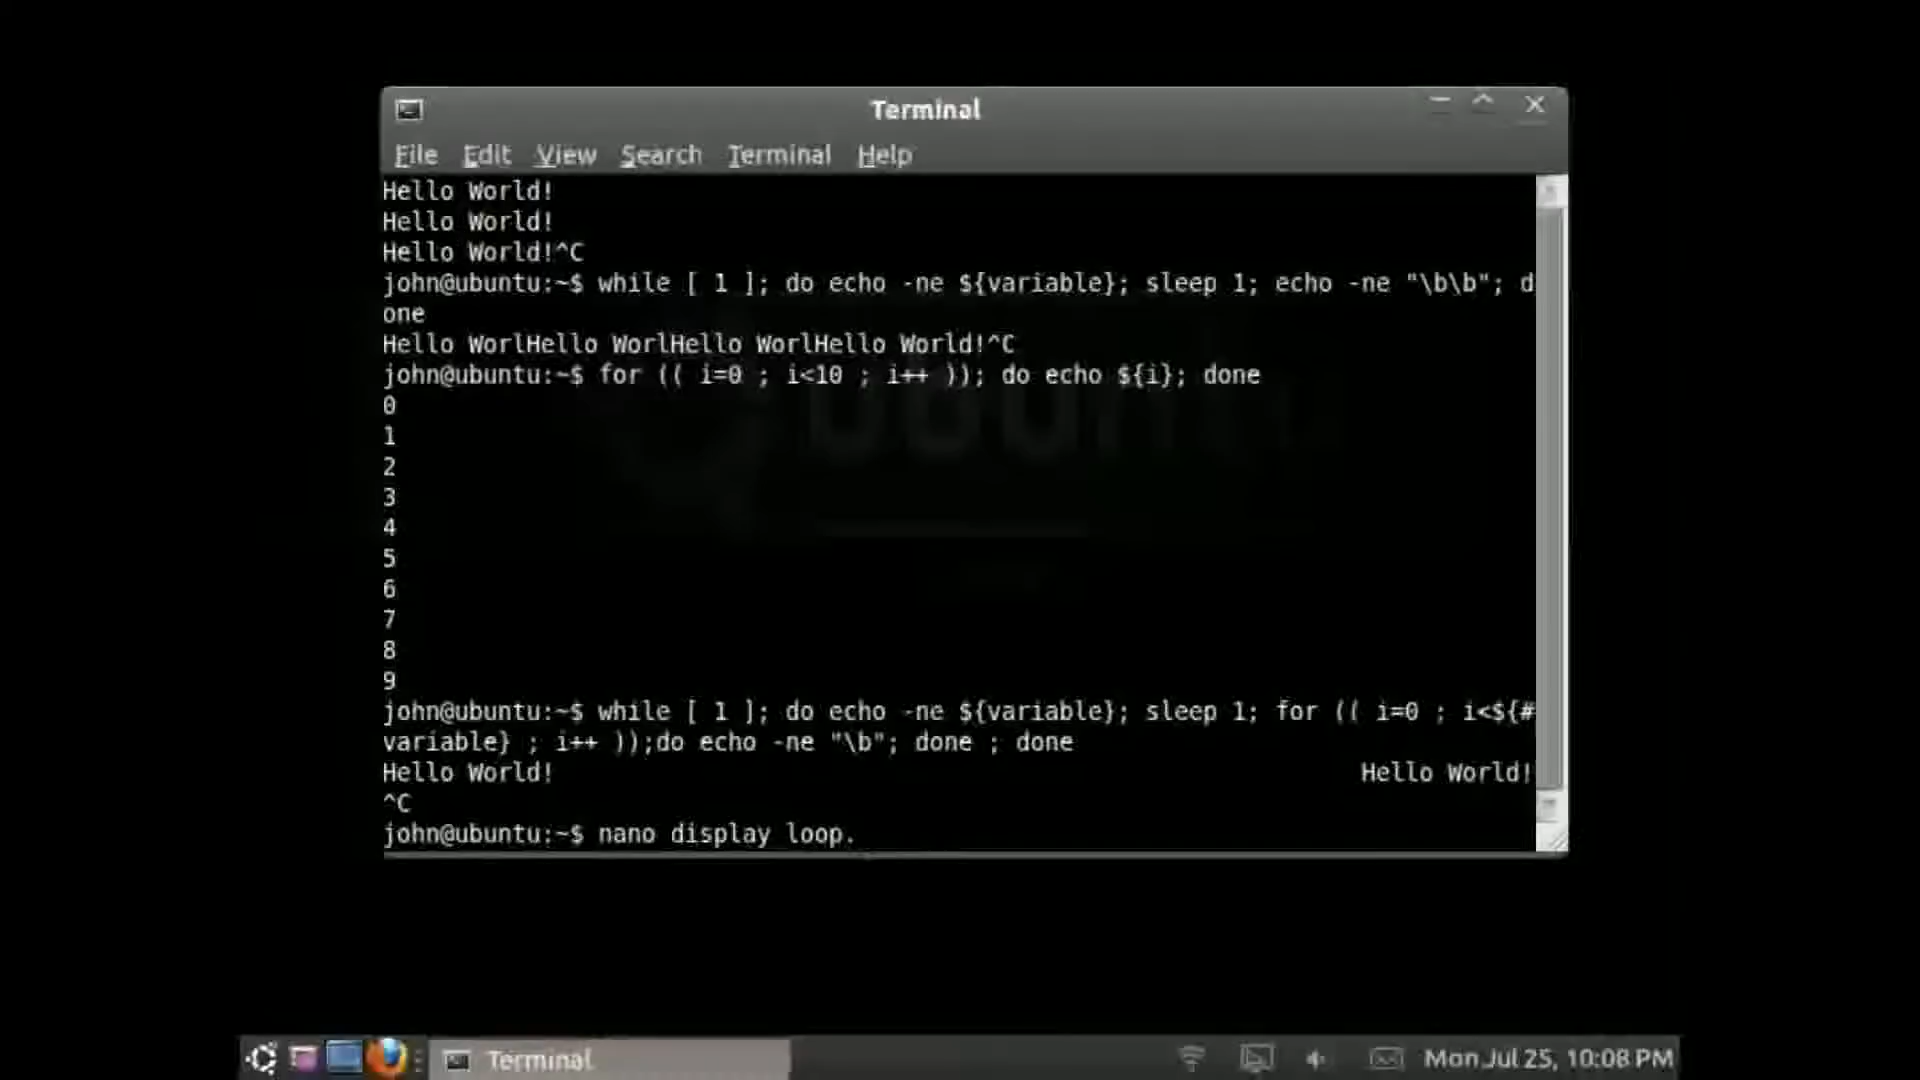 Terminal
File Edit View Search Terminal Help
Hello World!
Hello World!
Hello World!^C
john@ubuntu:~$ while [ 1 ]; do echo -ne ${variable}; sleep 1; echo -ne "\b\b"; d
one
Hello WorlHello WorlHello WorlHello World!^C
john@ubuntu:~$ for (( i=0 ; i<10 ; i++ )); do echo ${i}; done
0
1
2
3
4
5
6
7
8
9
john@ubuntu:~$ while [ 1 ]; do echo -ne ${variable}; sleep 1; for (( i=0 ; i<${#
variable} ; i++ ));do echo -ne "\b"; done ; done
Hello World! Hello World!
^C
john@ubuntu:~$ nano display loop.
ubuntu
Terminal
Mon Jul 25, 10:08 PM